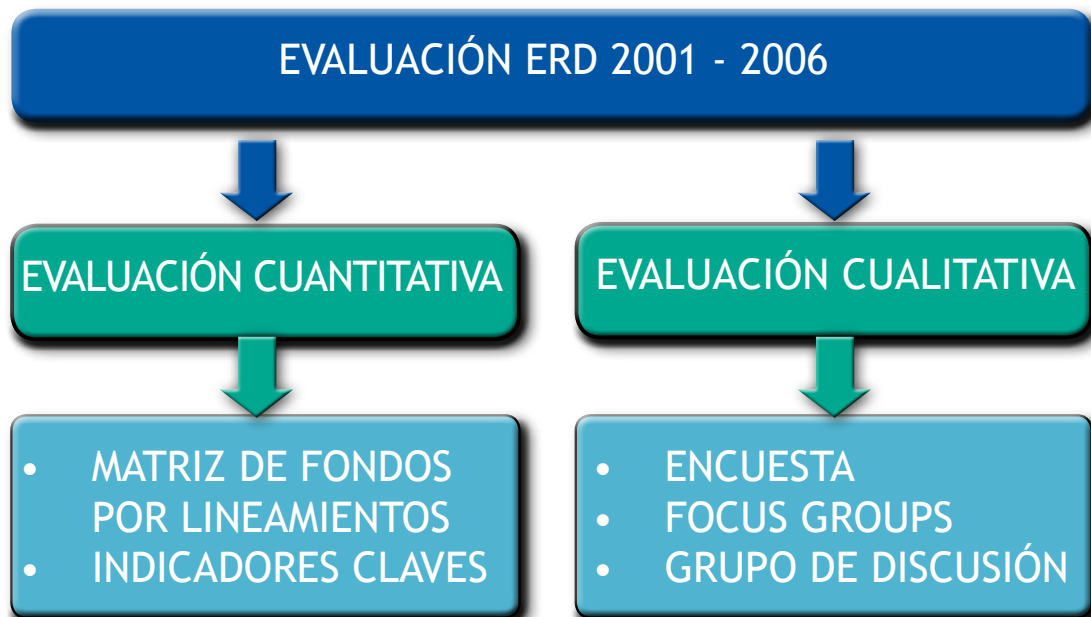 EVALUACIÓN ERD 2001 - 2006
EVALUACIÓN CUANTITATIVA
EVALUACIÓN CUALITATIVA
• MATRIZ DE FONDOS
POR LINEAMIENTOS
• INDICADORES CLAVES
• ENCUESTA
• FOCUS GROUPS
• GRUPO DE DISCUSIÓN